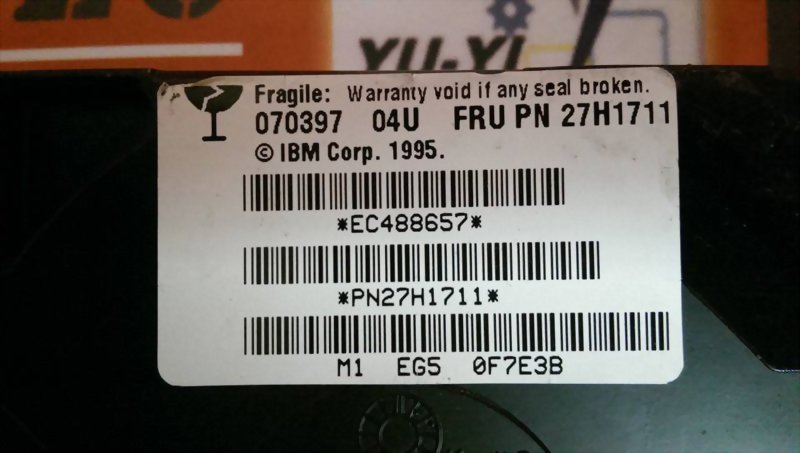 YU-YI
Fragile: Warranty void if any seal broken.
070397 04U FRU PN 27H1711
© IBM Corp. 1995.
*EC488657*
*PN27H1711*
M1 EG5 0F7E3B